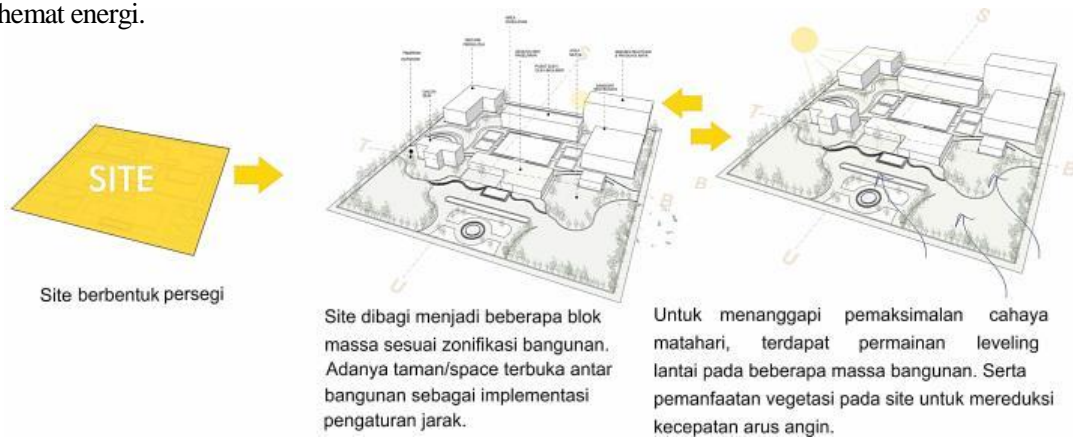 hemat energi.
SITE
Site berbentuk persegi
S
T
B
U
Site dibagi menjadi beberapa blok
massa sesuai zonifikasi bangunan.
Adanya taman/space terbuka antar
bangunan sebagai implementasi
pengaturan jarak.
S
T
B
B
U
Untuk menanggapi pemaksimalan cahaya
matahari, terdapat permainan leveling
lantai pada beberapa massa bangunan. Serta
pemanfaatan vegetasi pada site untuk mereduksi
kecepatan arus angin.